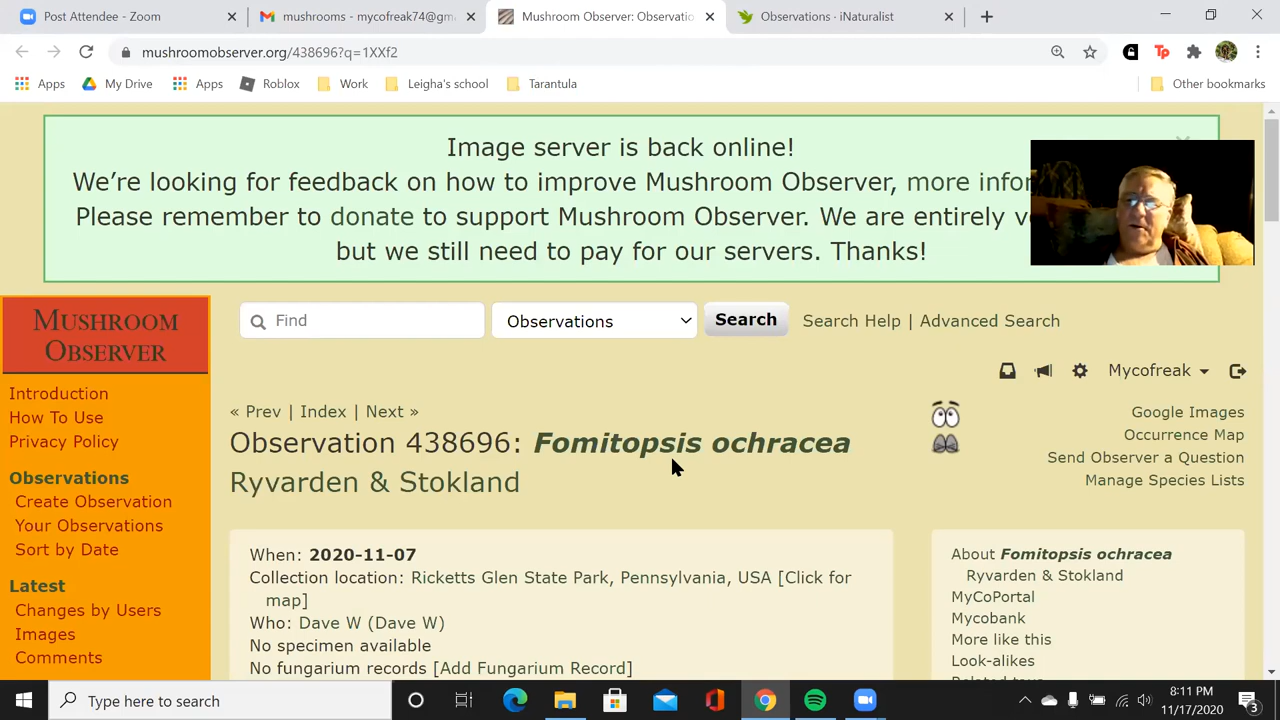 Post Attendee - Zoom
mushrooms - mycofreak74@gm
Mushroom Observer: Observatio
Observations · iNaturalist
mushroomobserver.org/438696?q=1XXf2
Tp
Apps
My Drive
Apps
Roblox
Work
Leigha's school
Tarantula
Other bookmarks
Image server is back online!
We're looking for feedback on how to improve Mushroom Observer, more infor
Please remember to donate to support Mushroom Observer. We are entirely v
but we still need to pay for our servers. Thanks!
MUSHROOM
OBSERVER
Find
Observations
Search
Search Help | Advanced Search
Mycofreak
Introduction
How To Use
Privacy Policy
Observations
Create Observation
Your Observations
Sort by Date
Latest
Changes by Users
Images
Comments
« Prev | Index | Next »
Observation 438696: Fomitopsis ochracea
Ryvarden & Stokland
Google Images
Occurrence Map
Send Observer a Question
Manage Species Lists
When: 2020-11-07
Collection location: Ricketts Glen State Park, Pennsylvania, USA [Click for
map]
Who: Dave W (Dave W)
No specimen available
No fungarium records [Add Fungarium Record]
About Fomitopsis ochracea
Ryvarden & Stokland
MyCoPortal
Mycobank
More like this
Look-alikes
Type here to search
8:11 PM
11/17/2020
3